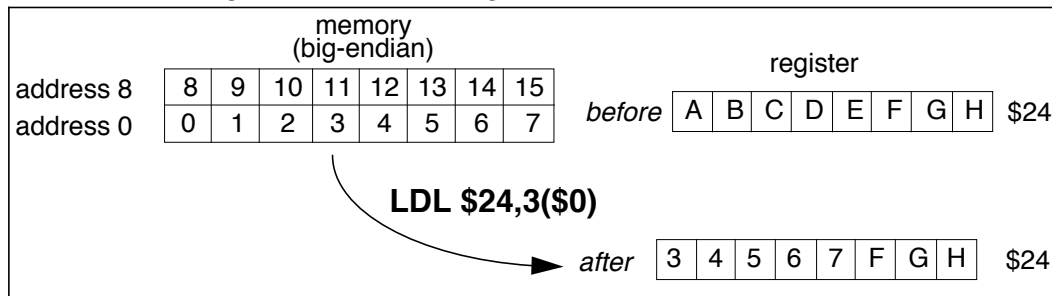 memory
(big-endian)
register
address 8 8 9 10 11 12 13 14 15
address 0 0 1 2 3 4 5 6 7
before A B C D E F G H $24
LDL $24,3($0)
after 3 4 5 6 7 F G H $24